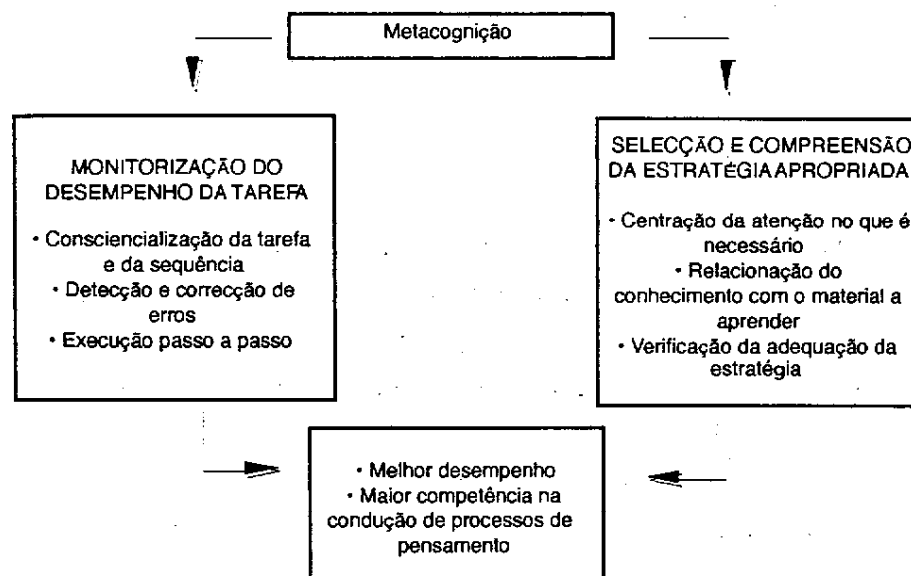 Metacognição
MONITORIZAÇÃO DO
DESEMPENHO DA TAREFA
• Consciencialização da tarefa
e da sequência
• Detecção e correcção de
erros
• Execução passo a passo
SELECÇÃO E COMPREENSÃO
DA ESTRATÉGIA APROPRIADA
• Centração da atenção no que é
necessário
• Relacionação do
conhecimento com o material a
aprender
• Verificação da adequação da
estratégia
• Melhor desempenho
• Maior competência na
condução de processos de
pensamento